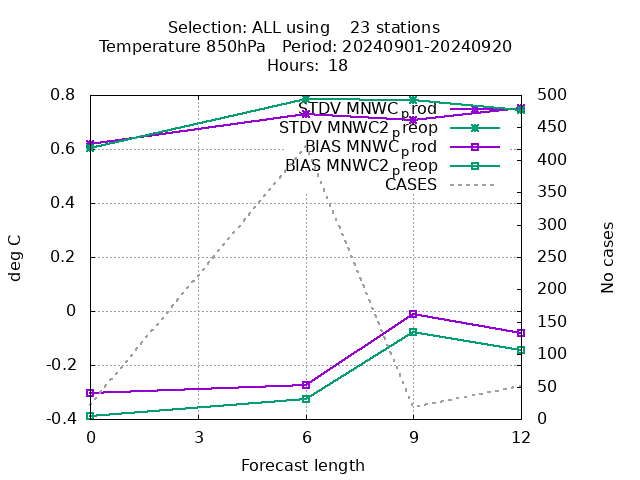 Selection: ALL using    23 stations
Temperature 850hPa   Period: 20240901-20240920
Hours: 18
0.8
0.6
0.4
0.2
0
-0.2
-0.4
deg C
STDV MNWC_prod
STDV MNWC2_preop
BIAS MNWC_prod
BIAS MNWC2_preop
CASES
500
450
400
350
300
250
200
150
100
50
0
No cases
0 3 6 9 12
Forecast length